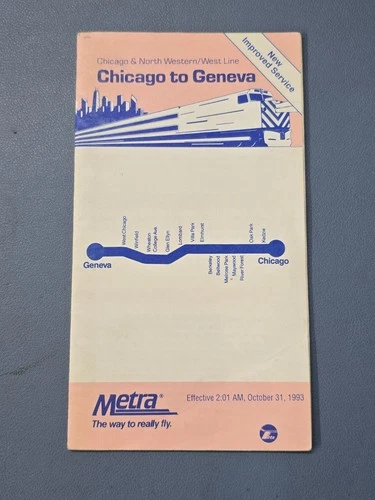 New
Improved Service
Chicago & North Western/West Line
Chicago to Geneva
Geneva
West Chicago
Winfield
Wheaton
College Ave.
Glen Ellyn
Lombard
Villa Park
Elmhurst
Berkeley
Bellwood
Melrose Park
* Maywood
River Forest
Oak Park
Kedzie
Chicago
Metra®
The way to really fly.
Effective 2:01 AM, October 31, 1993